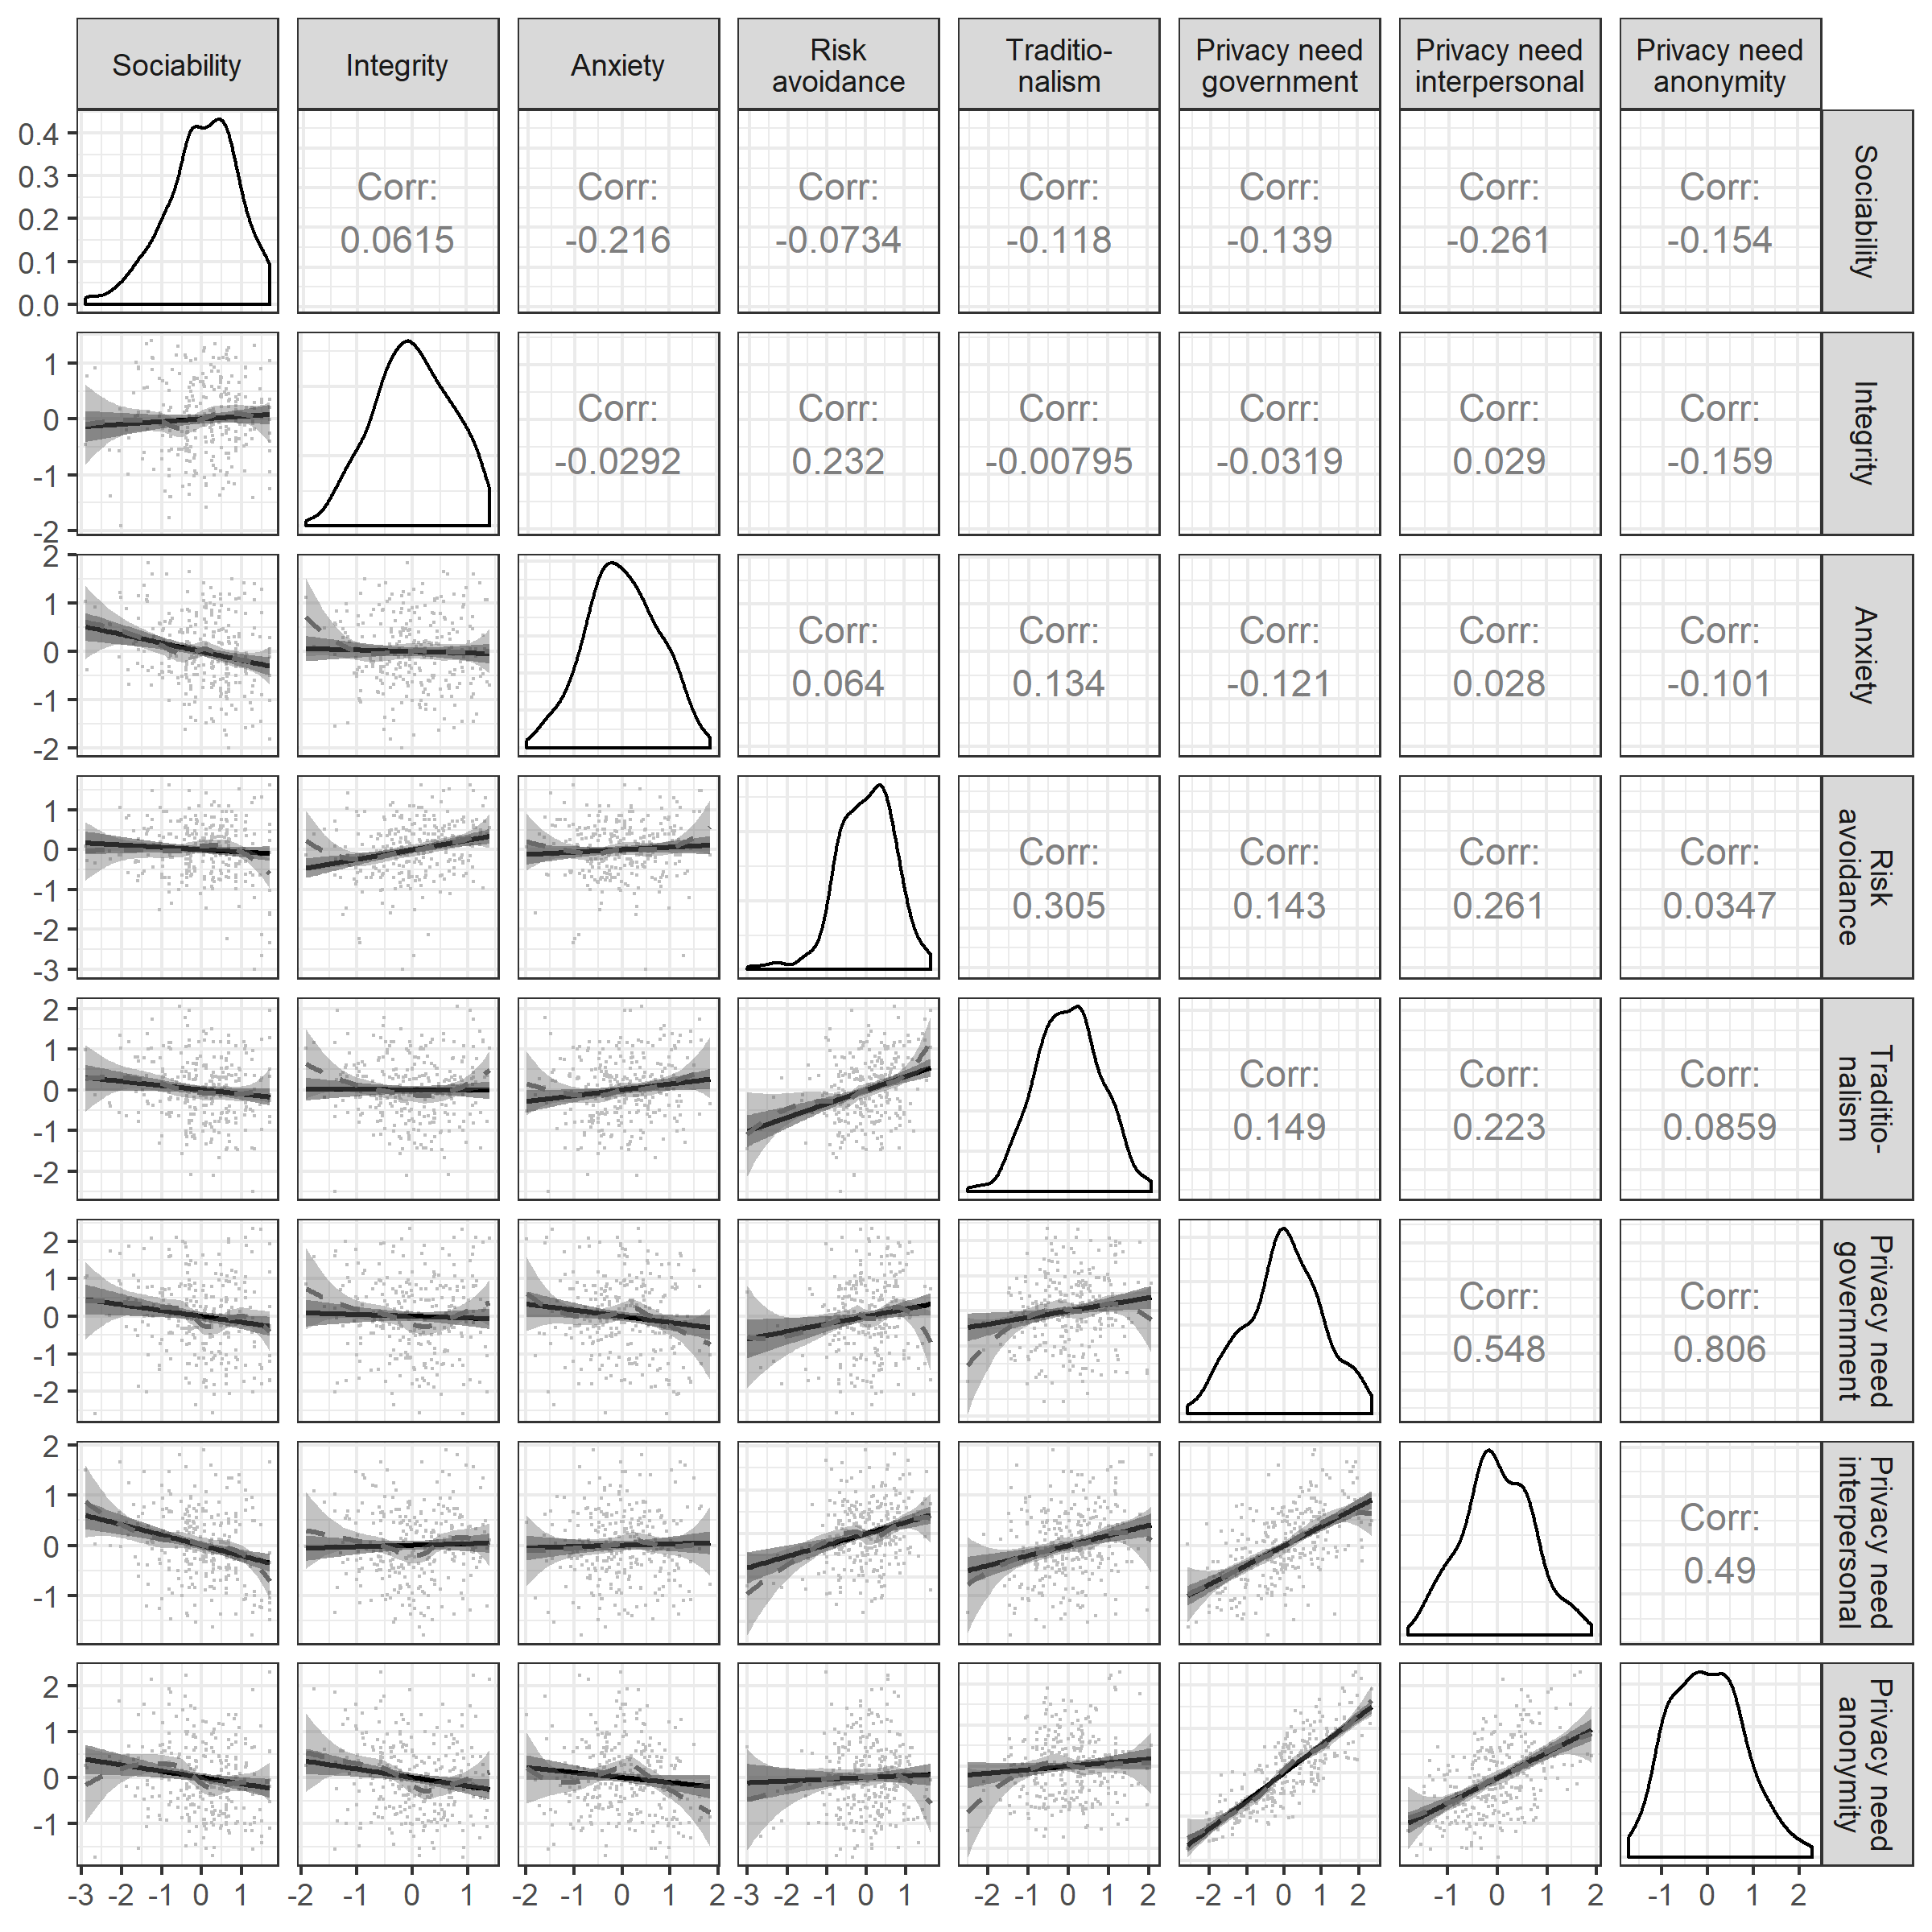 Sociability
Integrity
Anxiety
Risk
avoidance
Traditio-
nalism
Privacy need
government
Privacy need
interpersonal
Privacy need
anonymity
0.4
0.3
0.2
0.1
0.0
Corr:
0.0615
Corr:
-0.216
Corr:
-0.0734
Corr:
-0.118
Corr:
-0.139
Corr:
-0.261
Corr:
-0.154
Sociability
1
0
-1
-2
Corr:
-0.0292
Corr:
0.232
Corr:
-0.00795
Corr:
-0.0319
Corr:
0.029
Corr:
-0.159
Integrity
2
1
0
-1
-2
Corr:
0.064
Corr:
0.134
Corr:
-0.121
Corr:
0.028
Corr:
-0.101
Anxiety
1
0
-1
-2
-3
Corr:
0.305
Corr:
0.143
Corr:
0.261
Corr:
0.0347
Risk
avoidance
2
1
0
-1
-2
Corr:
0.149
Corr:
0.223
Corr:
0.0859
Traditio-
nalism
2
1
0
-1
-2
Corr:
0.548
Corr:
0.806
Privacy need
government
2
1
0
-1
Corr:
0.49
Privacy need
interpersonal
2
1
0
-1
Privacy need
anonymity
-3 -2 -1 0 1
-2 -1 0 1
-2 -1 0 1 2
-3 -2 -1 0 1
-2 -1 0 1 2
-2 -1 0 1 2
-1 0 1 2
-1 0 1 2